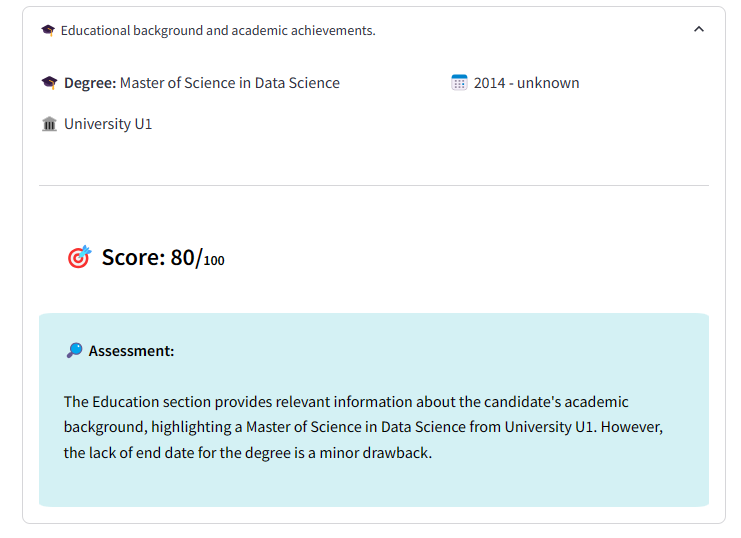 Educational background and academic achievements.
Degree: Master of Science in Data Science
2014 - unknown
University U1
Score: 80/100
Assessment:
The Education section provides relevant information about the candidate's academic
background, highlighting a Master of Science in Data Science from University U1. However,
the lack of end date for the degree is a minor drawback.